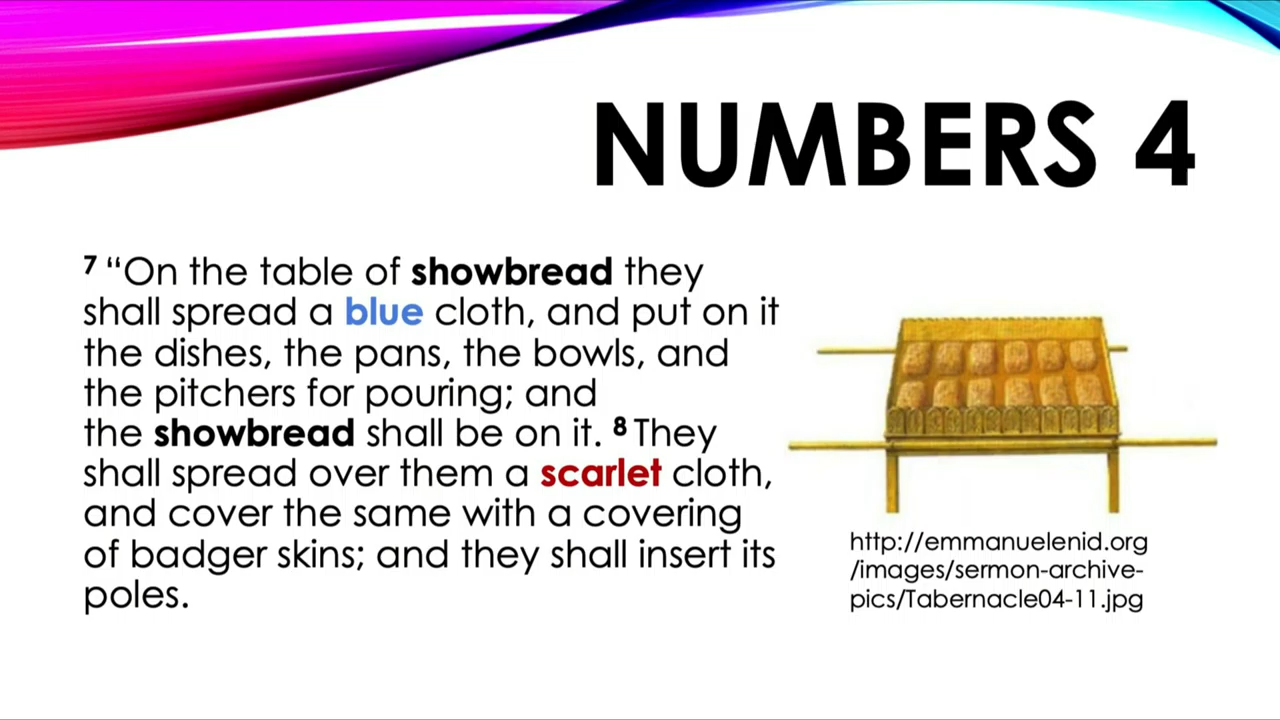 NUMBERS 4
⁷ “On the table of showbread they
shall spread a blue cloth, and put on it
the dishes, the pans, the bowls, and
the pitchers for pouring; and
the showbread shall be on it. ⁸ They
shall spread over them a scarlet cloth,
and cover the same with a covering
of badger skins; and they shall insert its
poles.
http://emmanuelenid.org
/images/sermon-archive-
pics/Tabernacle04-11.jpg